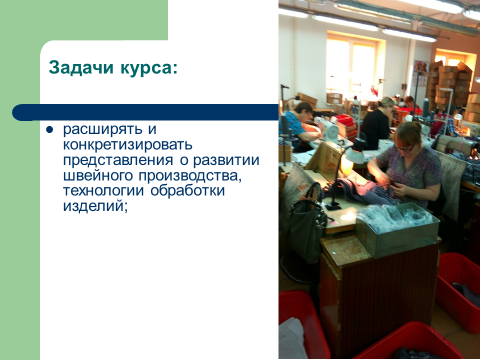 Задачи курса:
расширять и
конкретизировать
представления о развитии
швейного производства,
технологии обработки
изделий;